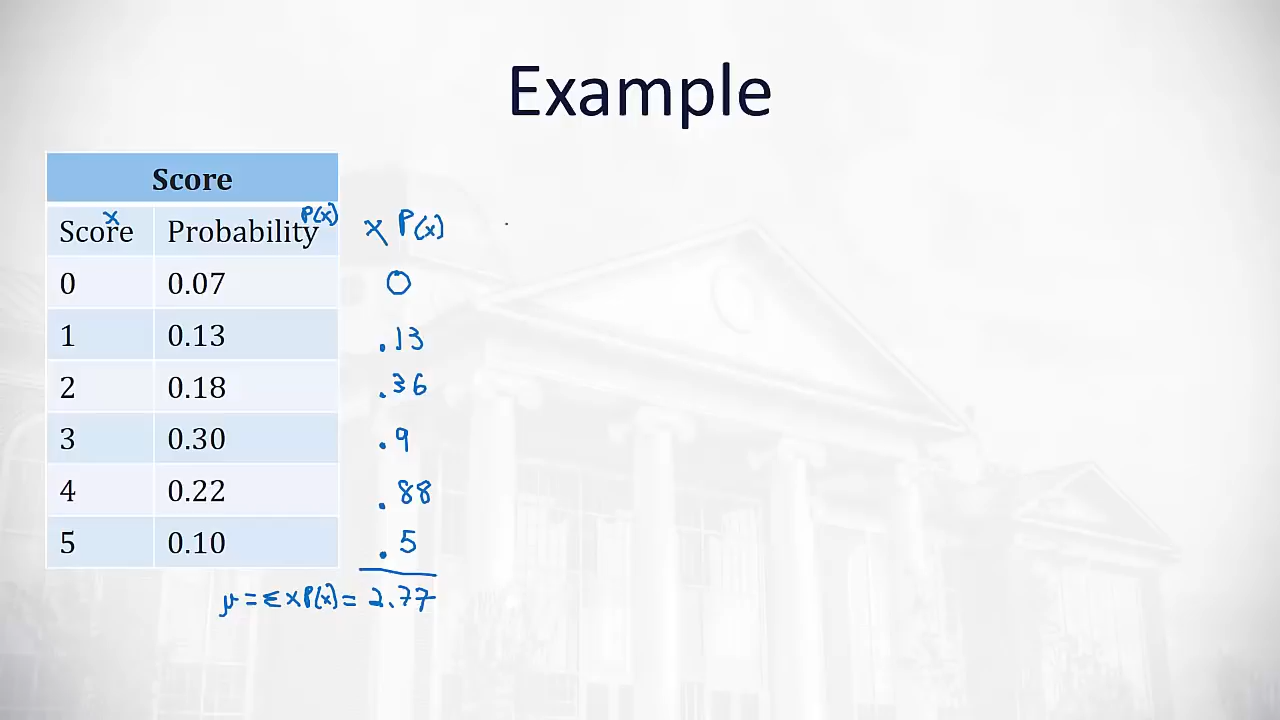 Example
Score
Score x Probability P(x) x P(x)
0 0.07 0
1 0.13 .13
2 0.18 .36
3 0.30 .9
4 0.22 .88
5 0.10 .5
μ = Σ x P(x) = 2.77